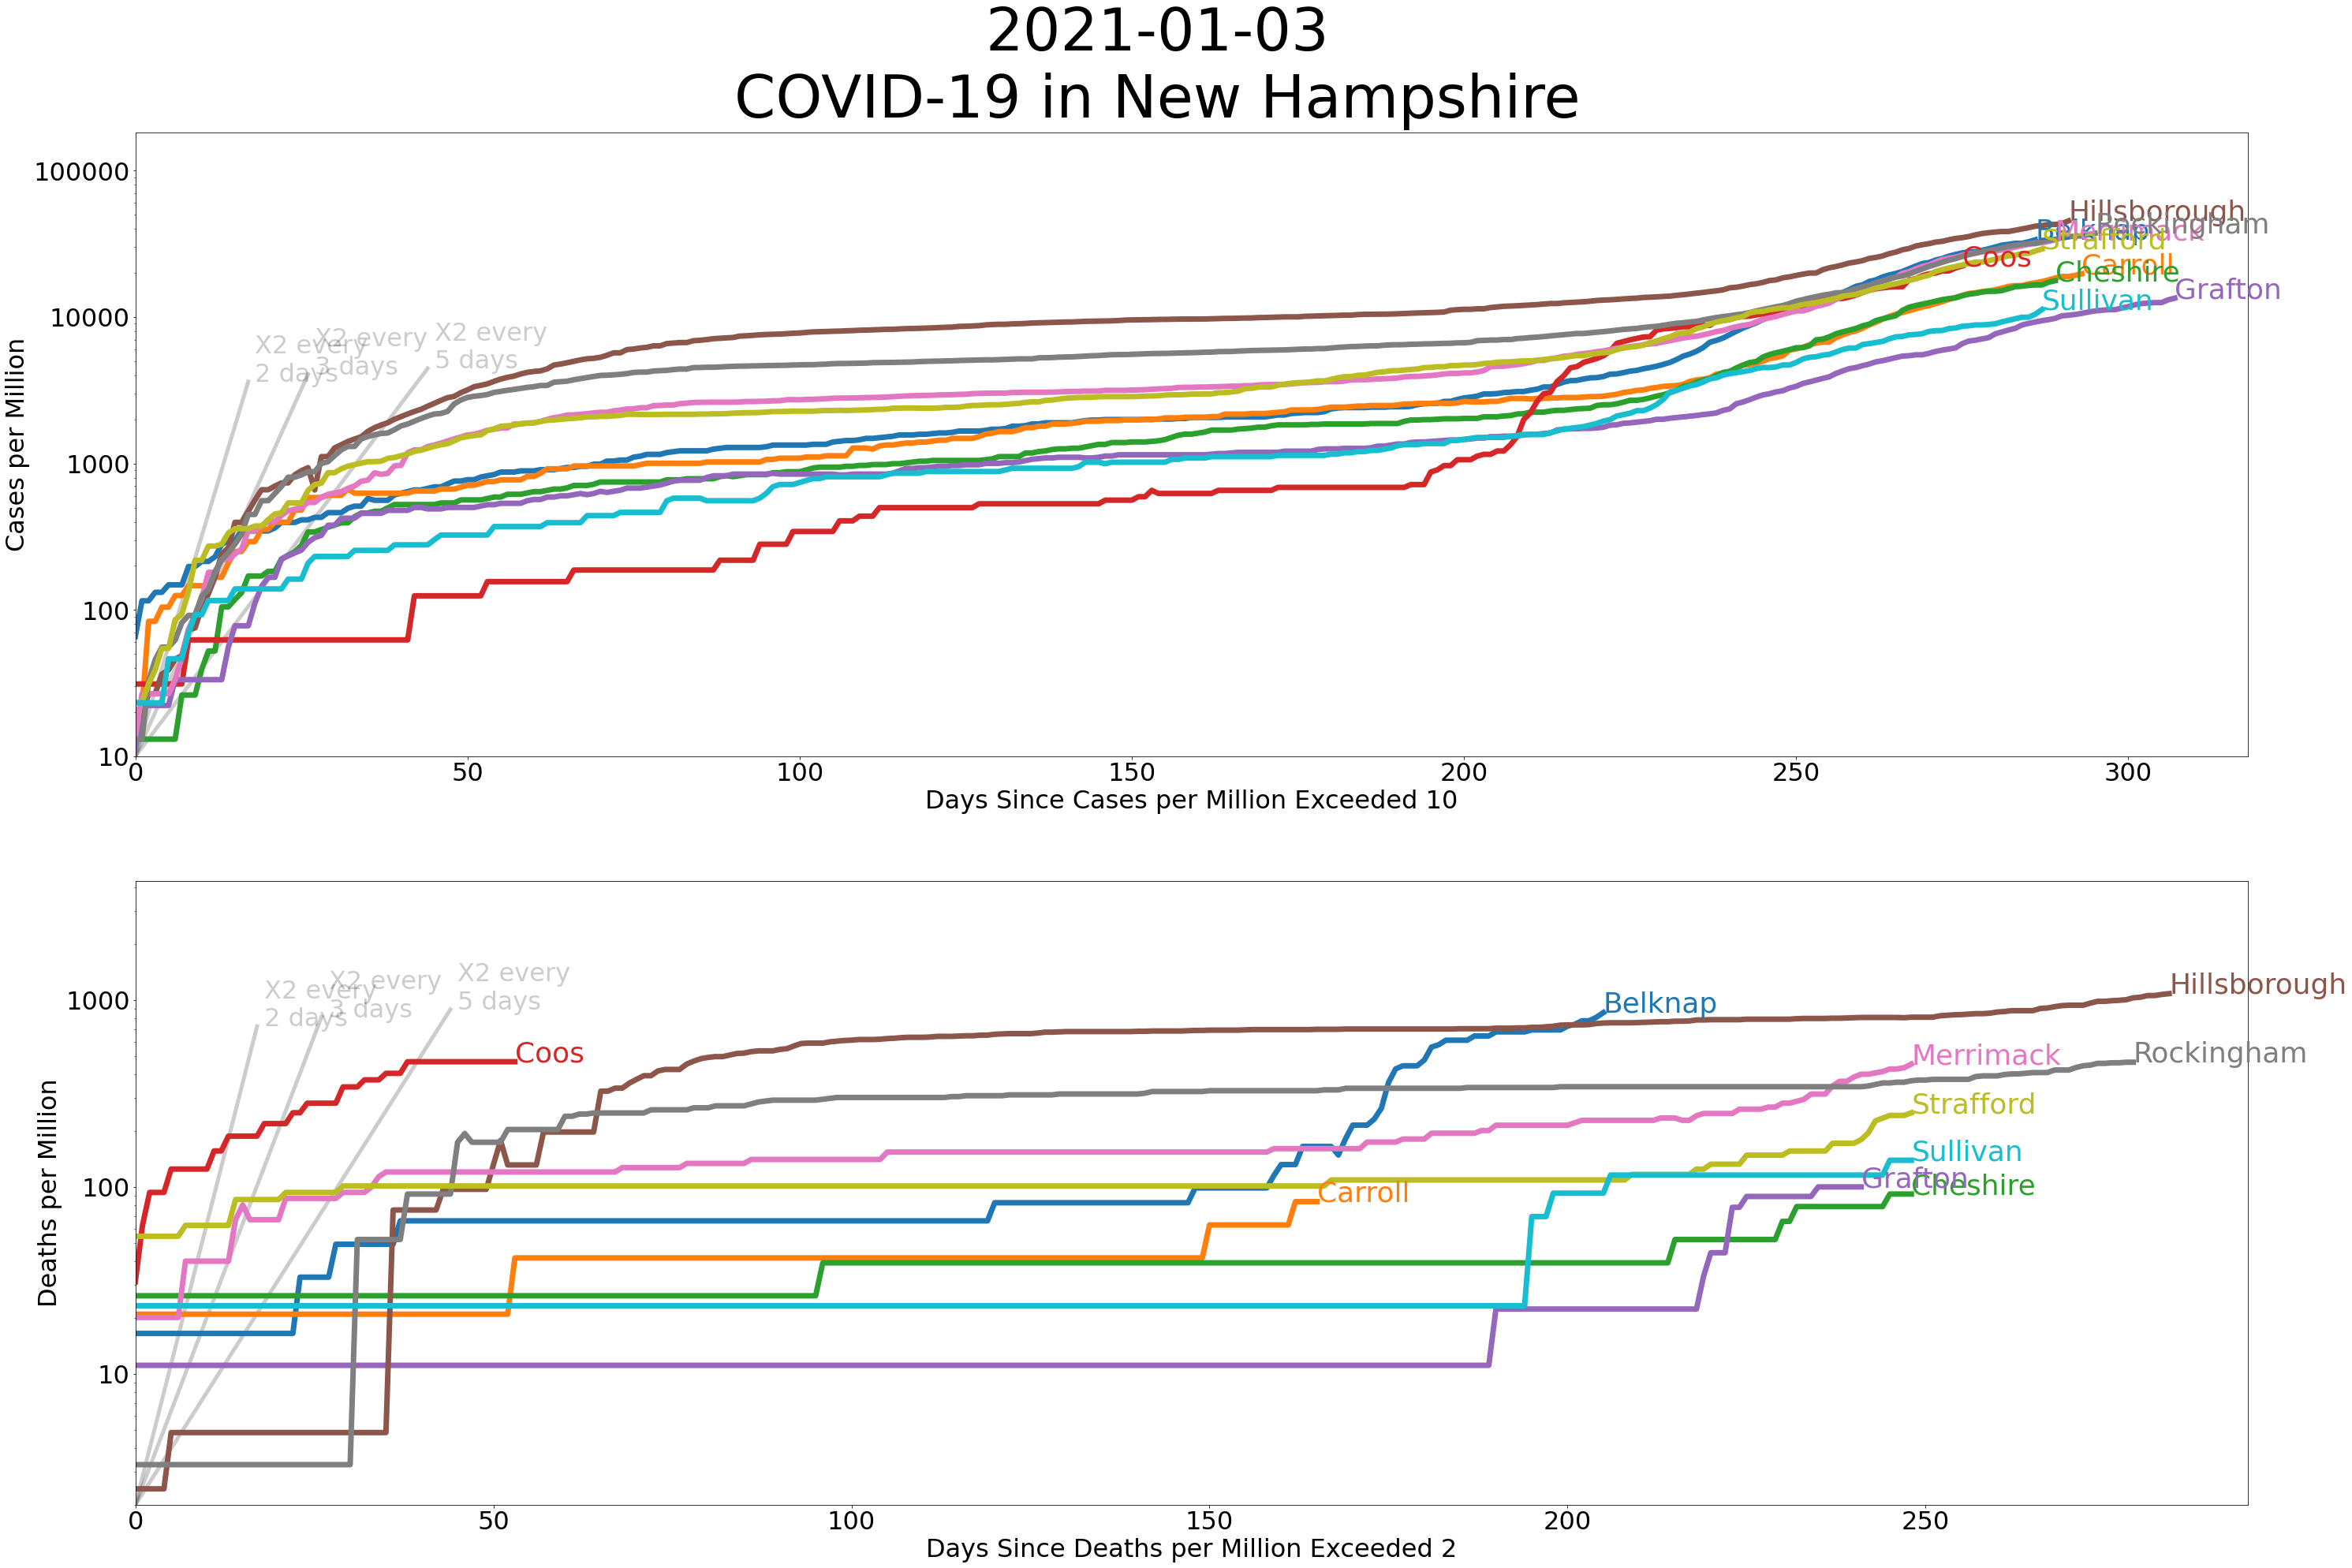 2021-01-03
COVID-19 in New Hampshire
100000
10000
1000
100
10
Cases per Million
X2 every
2 days
X2 every
3 days
X2 every
5 days
Hillsborough
Belknap
Merrimack
Rockingham
Strafford
Coos
Carroll
Cheshire
Grafton
Sullivan
0 50 100 150 200 250 300
Days Since Cases per Million Exceeded 10
1000
100
10
Deaths per Million
X2 every
2 days
X2 every
3 days
X2 every
5 days
Hillsborough
Belknap
Coos
Merrimack
Rockingham
Strafford
Sullivan
Grafton
Cheshire
Carroll
0 50 100 150 200 250
Days Since Deaths per Million Exceeded 2